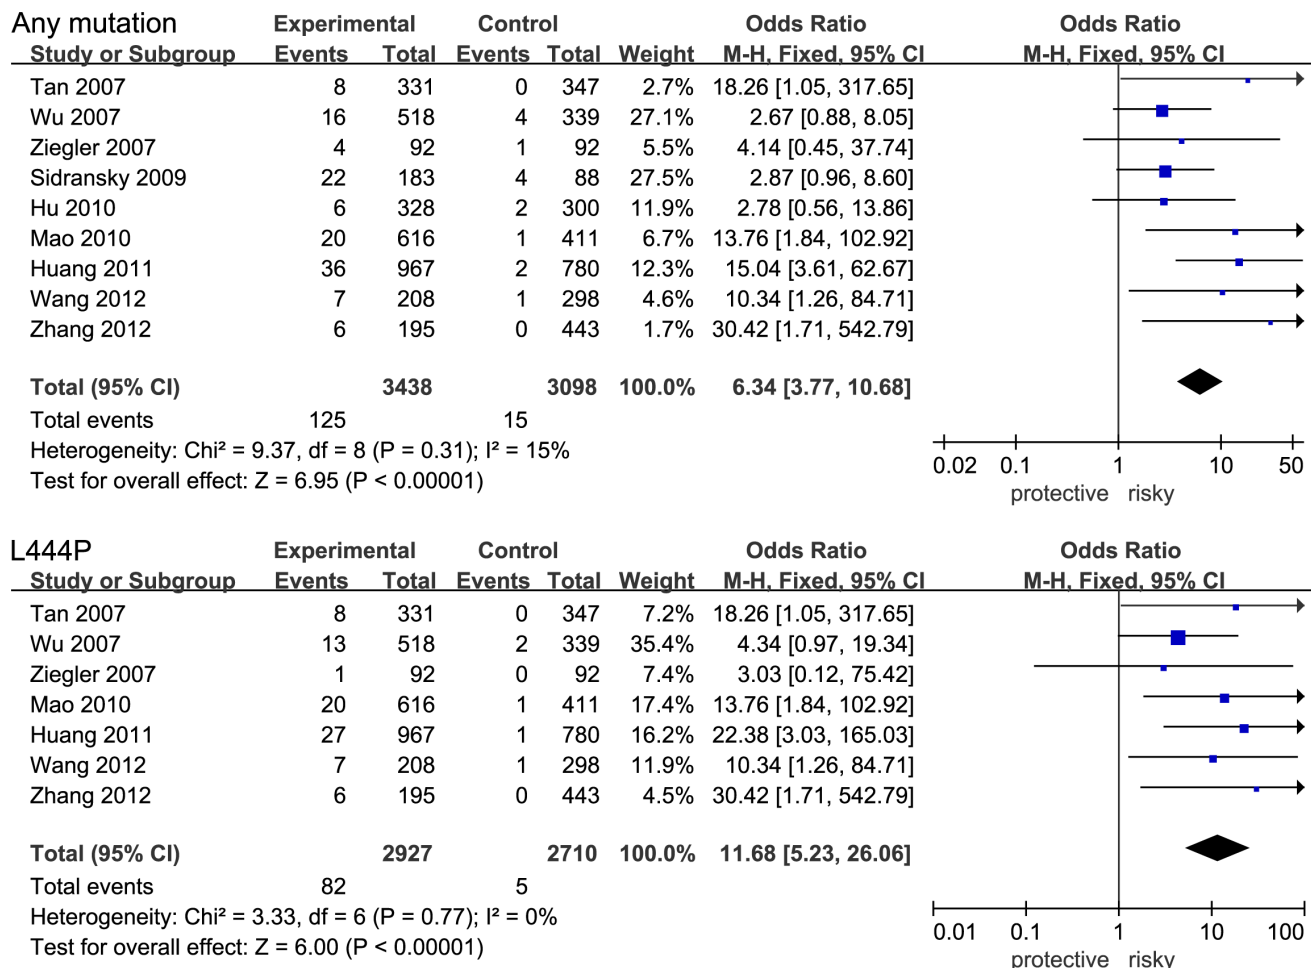 Any mutation Experimental Control Odds Ratio Odds Ratio
Study or Subgroup Events Total Events Total Weight M-H, Fixed, 95% CI M-H, Fixed, 95% CI
Tan 2007 8 331 0 347 2.7% 18.26 [1.05, 317.65]
Wu 2007 16 518 4 339 27.1% 2.67 [0.88, 8.05]
Ziegler 2007 4 92 1 92 5.5% 4.14 [0.45, 37.74]
Sidransky 2009 22 183 4 88 27.5% 2.87 [0.96, 8.60]
Hu 2010 6 328 2 300 11.9% 2.78 [0.56, 13.86]
Mao 2010 20 616 1 411 6.7% 13.76 [1.84, 102.92]
Huang 2011 36 967 2 780 12.3% 15.04 [3.61, 62.67]
Wang 2012 7 208 1 298 4.6% 10.34 [1.26, 84.71]
Zhang 2012 6 195 0 443 1.7% 30.42 [1.71, 542.79]
Total (95% CI) 3438 3098 100.0% 6.34 [3.77, 10.68]
Total events 125 15
Heterogeneity: Chi² = 9.37, df = 8 (P = 0.31); I² = 15%
Test for overall effect: Z = 6.95 (P < 0.00001)
0.02 0.1 1 10 50
protective risky
L444P Experimental Control Odds Ratio Odds Ratio
Study or Subgroup Events Total Events Total Weight M-H, Fixed, 95% CI M-H, Fixed, 95% CI
Tan 2007 8 331 0 347 7.2% 18.26 [1.05, 317.65]
Wu 2007 13 518 2 339 35.4% 4.34 [0.97, 19.34]
Ziegler 2007 1 92 0 92 7.4% 3.03 [0.12, 75.42]
Mao 2010 20 616 1 411 17.4% 13.76 [1.84, 102.92]
Huang 2011 27 967 1 780 16.2% 22.38 [3.03, 165.03]
Wang 2012 7 208 1 298 11.9% 10.34 [1.26, 84.71]
Zhang 2012 6 195 0 443 4.5% 30.42 [1.71, 542.79]
Total (95% CI) 2927 2710 100.0% 11.68 [5.23, 26.06]
Total events 82 5
Heterogeneity: Chi² = 3.33, df = 6 (P = 0.77); I² = 0%
Test for overall effect: Z = 6.00 (P < 0.00001)
0.01 0.1 1 10 100
protective risky